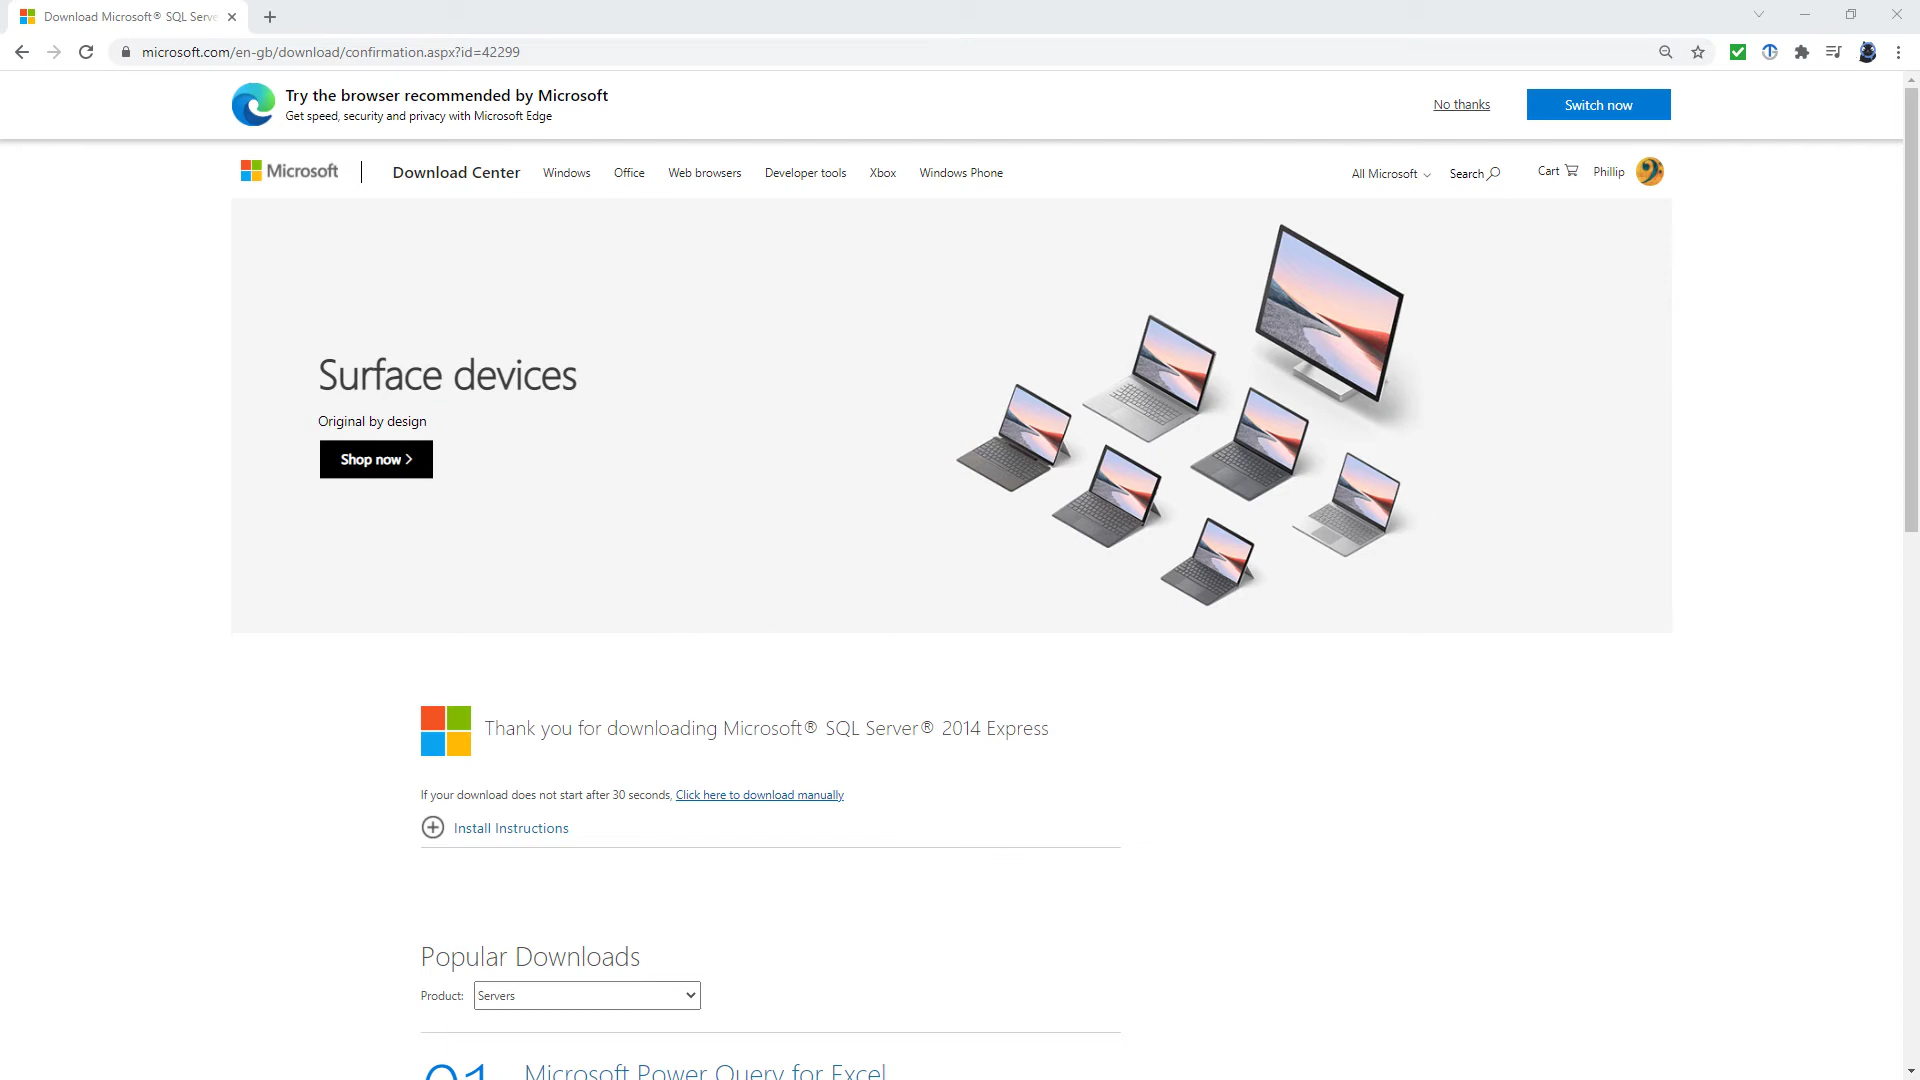 Download Microsoft® SQL Serve
microsoft.com/en-gb/download/confirmation.aspx?id=42299
Try the browser recommended by Microsoft
Get speed, security and privacy with Microsoft Edge
No thanks
Switch now
Microsoft
Download Center
Windows
Office
Web browsers
Developer tools
Xbox
Windows Phone
All Microsoft
Search
Cart
Phillip
Surface devices
Original by design
Shop now >
Thank you for downloading Microsoft® SQL Server® 2014 Express
If your download does not start after 30 seconds, Click here to download manually
Install Instructions
Popular Downloads
Product: Servers
01 Microsoft Power Query for Excel